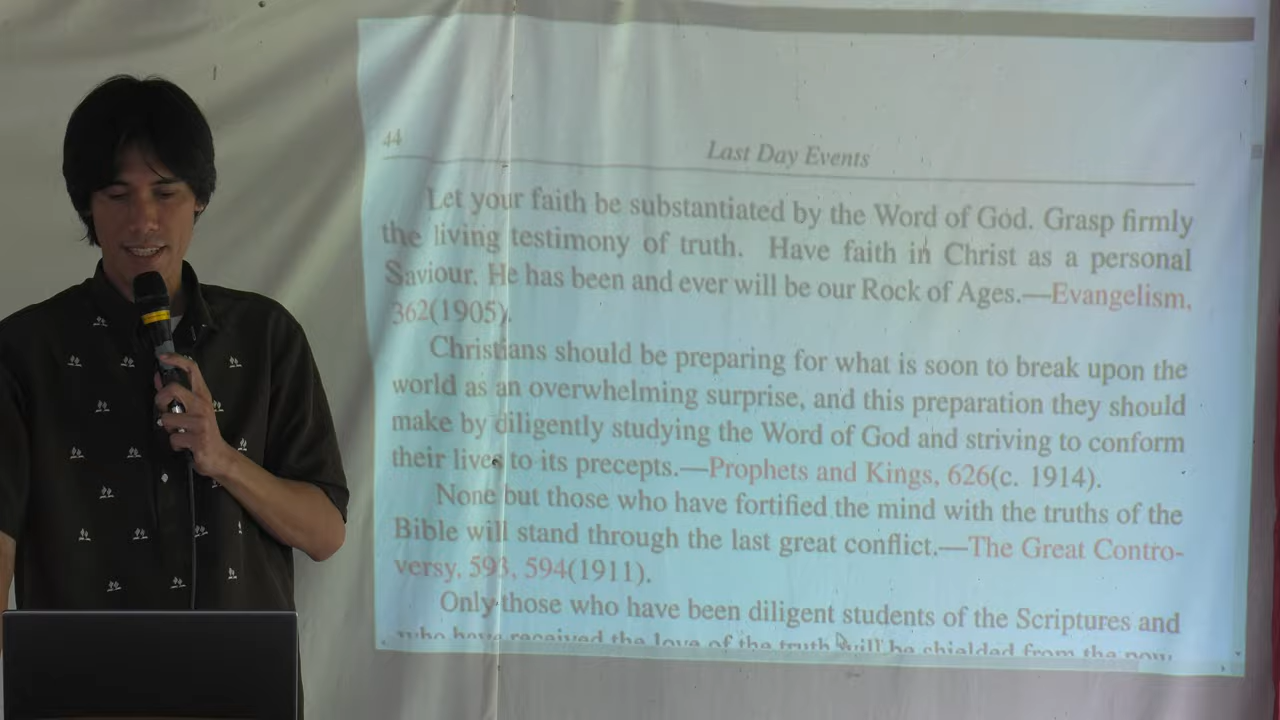 44
Last Day Events
Let your faith be substantiated by the Word of God. Grasp firmly
the living testimony of truth. Have faith in Christ as a personal
Saviour. He has been and ever will be our Rock of Ages.—Evangelism,
362(1905).
Christians should be preparing for what is soon to break upon the
world as an overwhelming surprise, and this preparation they should
make by diligently studying the Word of God and striving to conform
their lives to its precepts.—Prophets and Kings, 626(c. 1914).
None but those who have fortified the mind with the truths of the
Bible will stand through the last great conflict.—The Great Contro-
versy, 593, 594(1911).
Only those who have been diligent students of the Scriptures and
who have received the love of the truth will be shielded from the pow-